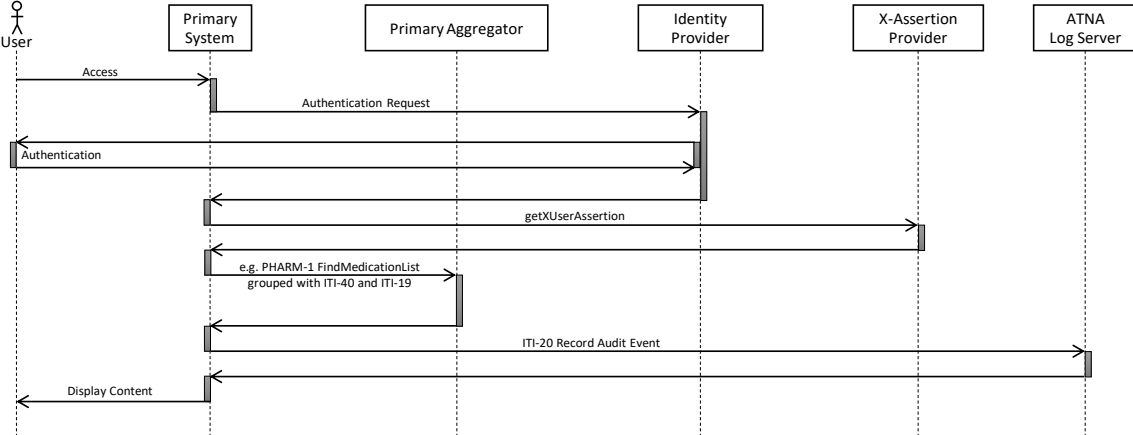 User
Primary
System
Primary Aggregator
Identity
Provider
X-Assertion
Provider
ATNA
Log Server
Access
Authentication Request
Authentication
getXUserAssertion
e.g. PHARM-1 FindMedicationList
grouped with ITI-40 and ITI-19
ITI-20 Record Audit Event
Display Content